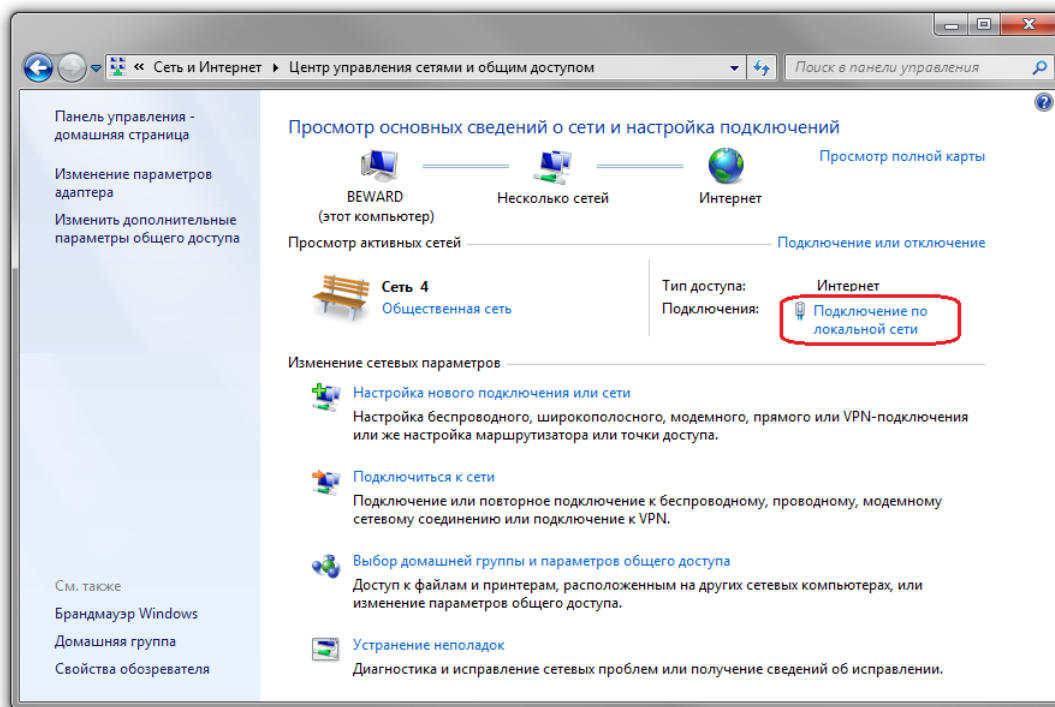 « Сеть и Интернет ▸ Центр управления сетями и общим доступом
Поиск в панели управления
Панель управления -
домашняя страница
Изменение параметров
адаптера
Изменить дополнительные
параметры общего доступа
См. также
Брандмауэр Windows
Домашняя группа
Свойства обозревателя
Просмотр основных сведений о сети и настройка подключений
Просмотр полной карты
BEWARD
(этот компьютер)
Несколько сетей
Интернет
Просмотр активных сетей
Подключение или отключение
Сеть 4
Общественная сеть
Тип доступа: Интернет
Подключения: Подключение по
локальной сети
Изменение сетевых параметров
Настройка нового подключения или сети
Настройка беспроводного, широкополосного, модемного, прямого или VPN-подключения
или же настройка маршрутизатора или точки доступа.
Подключиться к сети
Подключение или повторное подключение к беспроводному, проводному, модемному
сетевому соединению или подключение к VPN.
Выбор домашней группы и параметров общего доступа
Доступ к файлам и принтерам, расположенным на других сетевых компьютерах, или
изменение параметров общего доступа.
Устранение неполадок
Диагностика и исправление сетевых проблем или получение сведений об исправлении.